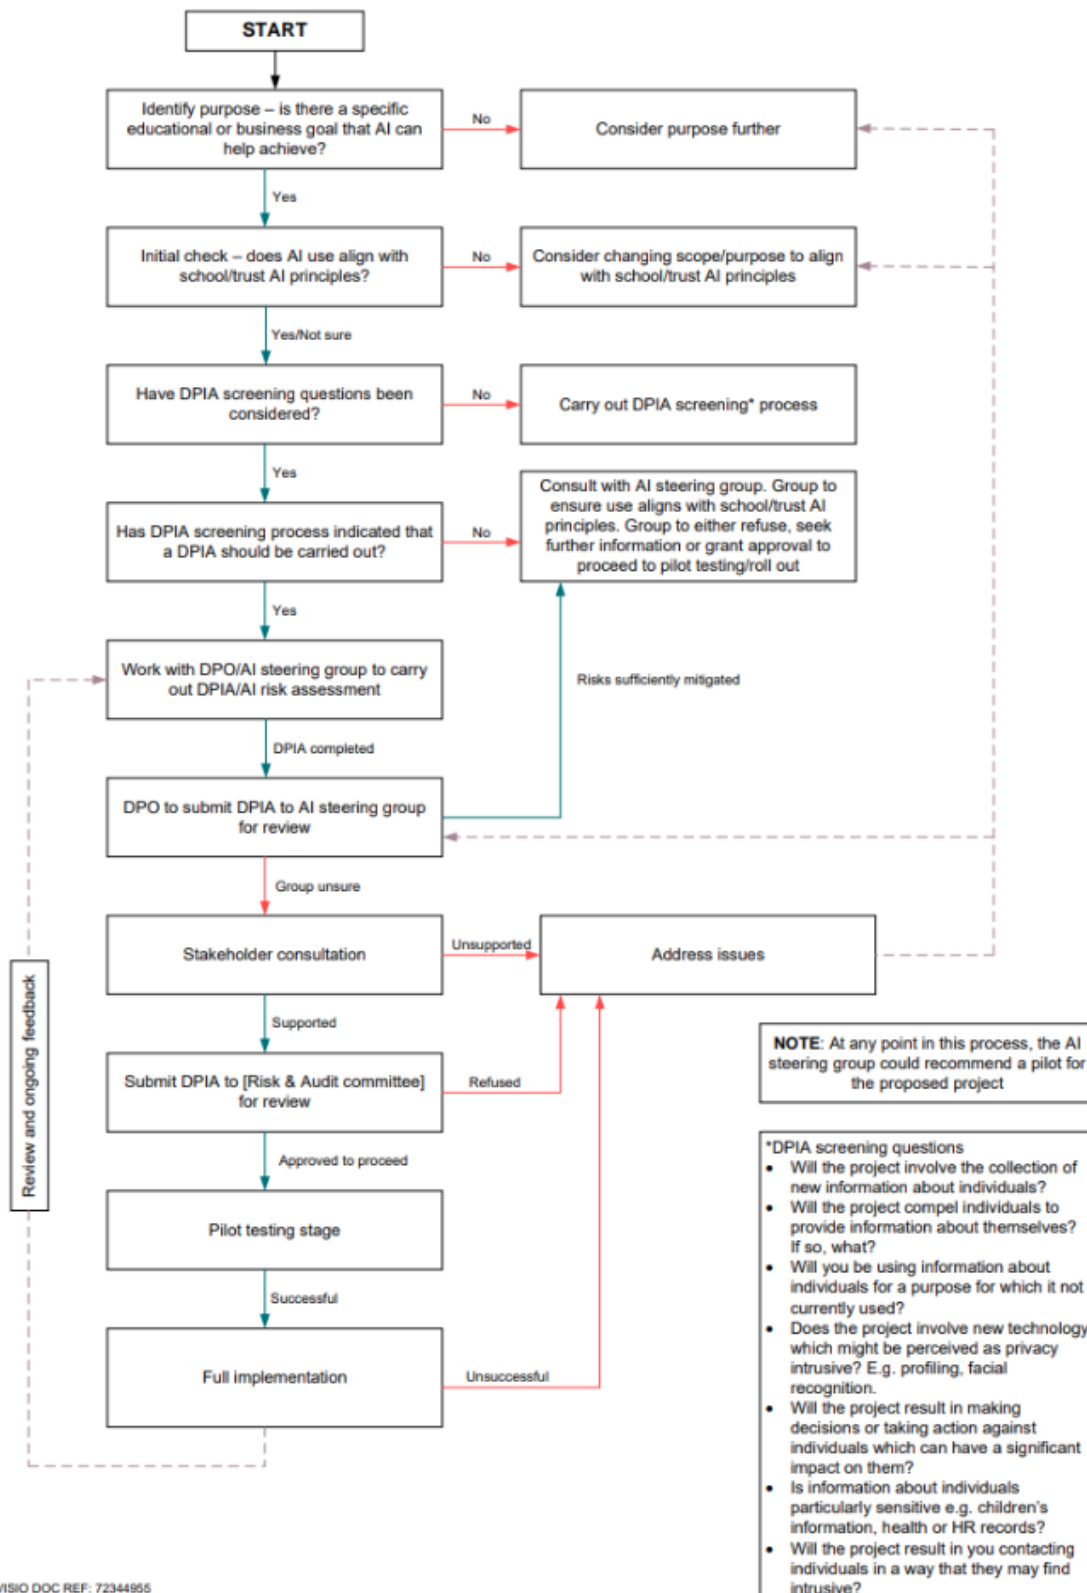 START
Identify purpose – is there a specific
educational or business goal that AI can
help achieve?
No
Consider purpose further
Yes
Initial check – does AI use align with
school/trust AI principles?
No
Consider changing scope/purpose to align
with school/trust AI principles
Yes/Not sure
Have DPIA screening questions been
considered?
No
Carry out DPIA screening* process
Yes
Has DPIA screening process indicated that
a DPIA should be carried out?
No
Consult with AI steering group. Group to
ensure use aligns with school/trust AI
principles. Group to either refuse, seek
further information or grant approval to
proceed to pilot testing/roll out
Yes
Work with DPO/AI steering group to carry
out DPIA/AI risk assessment
Risks sufficiently mitigated
DPIA completed
DPO to submit DPIA to AI steering group
for review
Group unsure
Stakeholder consultation
Unsupported
Address issues
Supported
Submit DPIA to [Risk & Audit committee]
for review
Refused
Approved to proceed
Pilot testing stage
Successful
Full implementation
Unsuccessful
Review and ongoing feedback
NOTE: At any point in this process, the AI
steering group could recommend a pilot for
the proposed project
*DPIA screening questions
• Will the project involve the collection of
new information about individuals?
• Will the project compel individuals to
provide information about themselves?
If so, what?
• Will you be using information about
individuals for a purpose for which it not
currently used?
• Does the project involve new technology
which might be perceived as privacy
intrusive? E.g. profiling, facial
recognition.
• Will the project result in making
decisions or taking action against
individuals which can have a significant
impact on them?
• Is information about individuals
particularly sensitive e.g. children's
information, health or HR records?
• Will the project result in you contacting
individuals in a way that they may find
intrusive?
VISIO DOC REF: 72344955